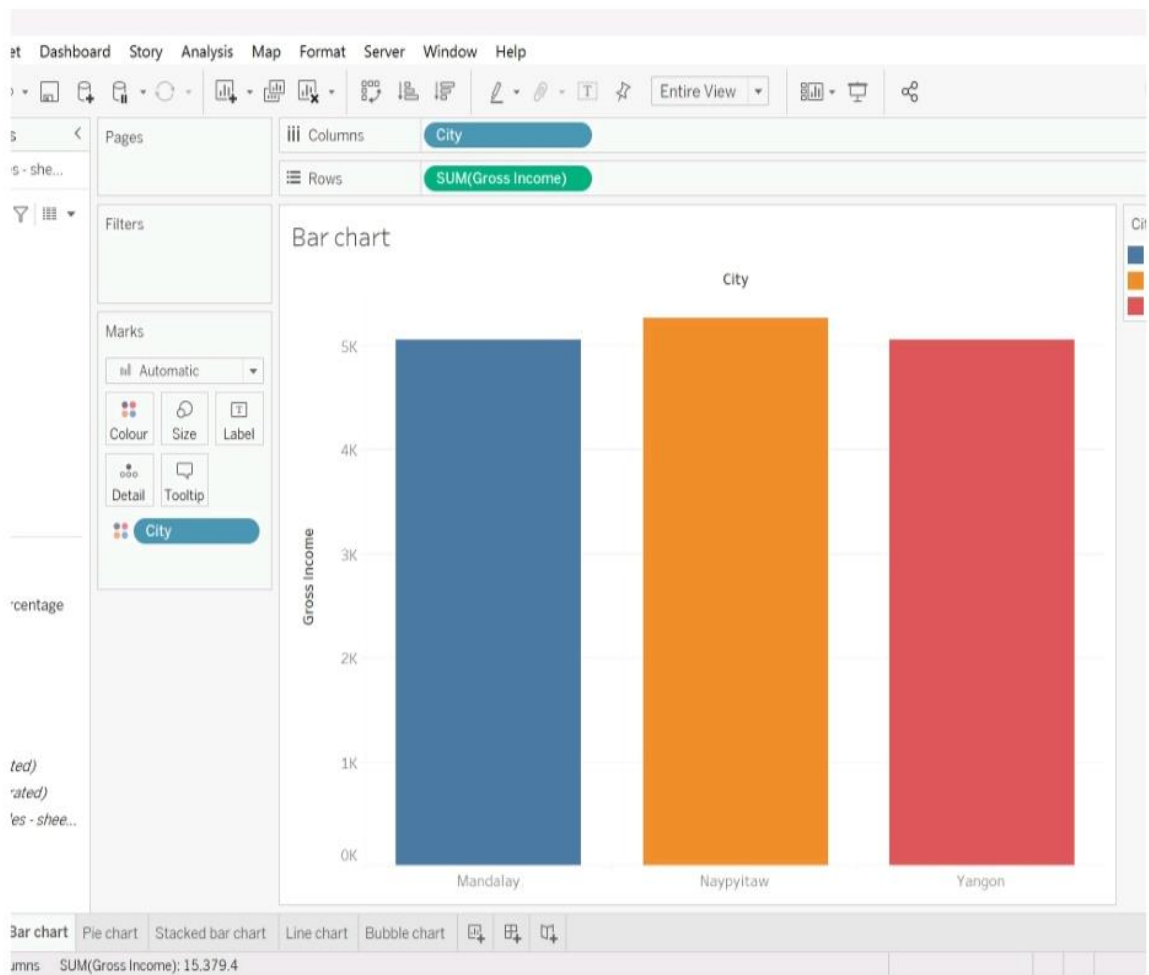 et Dashboard Story Analysis Map Format Server Window Help
Entire View
s
Pages
iii Columns
City
s - she...
Rows
SUM(Gross Income)
Filters
Bar chart
City
Cit
Marks
Automatic
Colour Size Label
Detail Tooltip
City
Gross Income
5K
4K
3K
2K
1K
0K
Mandalay Naypyitaw Yangon
rcentage
ted)
rated)
les - shee...
Bar chart Pie chart Stacked bar chart Line chart Bubble chart
umns SUM(Gross Income): 15,379.4